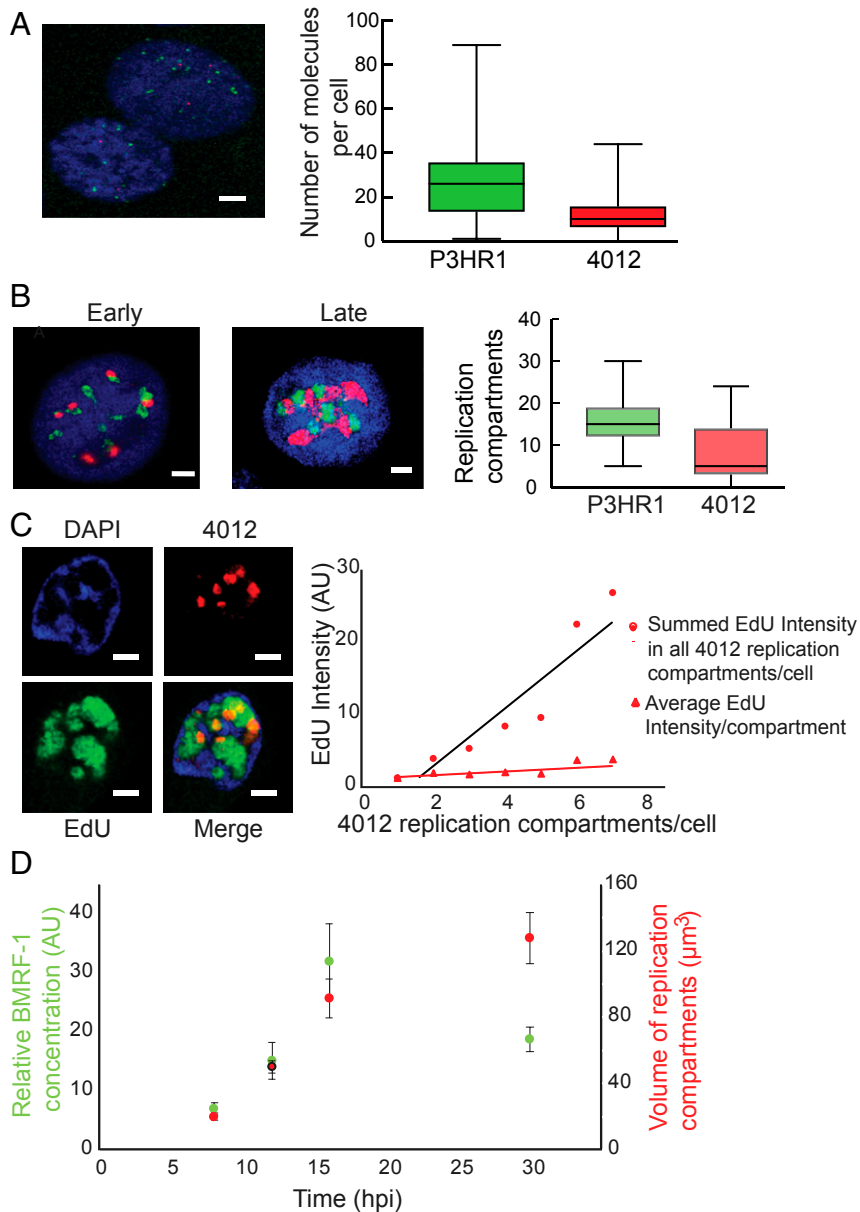 A
Number of molecules
per cell
100
80
60
40
20
0
P3HR1
4012
B
Early
A
Late
Replication
compartments
40
30
20
10
0
P3HR1
4012
C
DAPI
4012
EdU
Merge
EdU Intensity (AU)
30
20
10
0
0
2
4
6
8
4012 replication compartments/cell
Summed EdU Intensity
in all 4012 replication
compartments/cell
Average EdU
Intensity/compartment
D
Relative BMRF-1
concentration (AU)
40
30
20
10
0
0
5
10
15
20
25
30
Time (hpi)
160
120
80
40
0
Volume of replication
compartments (µm³)